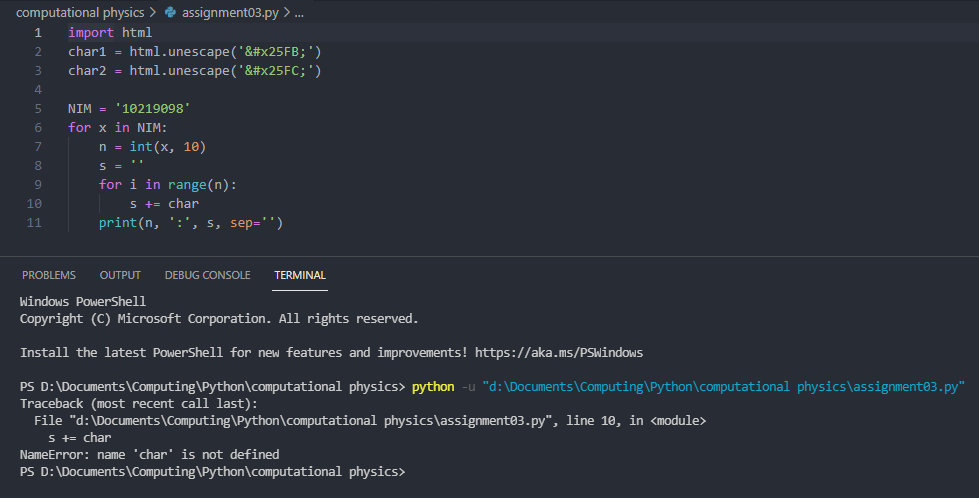 computational physics > assignment03.py > ...
1 import html
2 char1 = html.unescape('&#x25FB;')
3 char2 = html.unescape('&#x25FC;')
4
5 NIM = '10219098'
6 for x in NIM:
7     n = int(x, 10)
8     s = ''
9     for i in range(n):
10         s += char
11     print(n, ':', s, sep='')
PROBLEMS OUTPUT DEBUG CONSOLE TERMINAL
Windows PowerShell
Copyright (C) Microsoft Corporation. All rights reserved.
Install the latest PowerShell for new features and improvements! https://aka.ms/PSWindows
PS D:\Documents\Computing\Python\computational physics> python -u "d:\Documents\Computing\Python\computational physics\assignment03.py"
Traceback (most recent call last):
  File "d:\Documents\Computing\Python\computational physics\assignment03.py", line 10, in <module>
    s += char
NameError: name 'char' is not defined
PS D:\Documents\Computing\Python\computational physics>